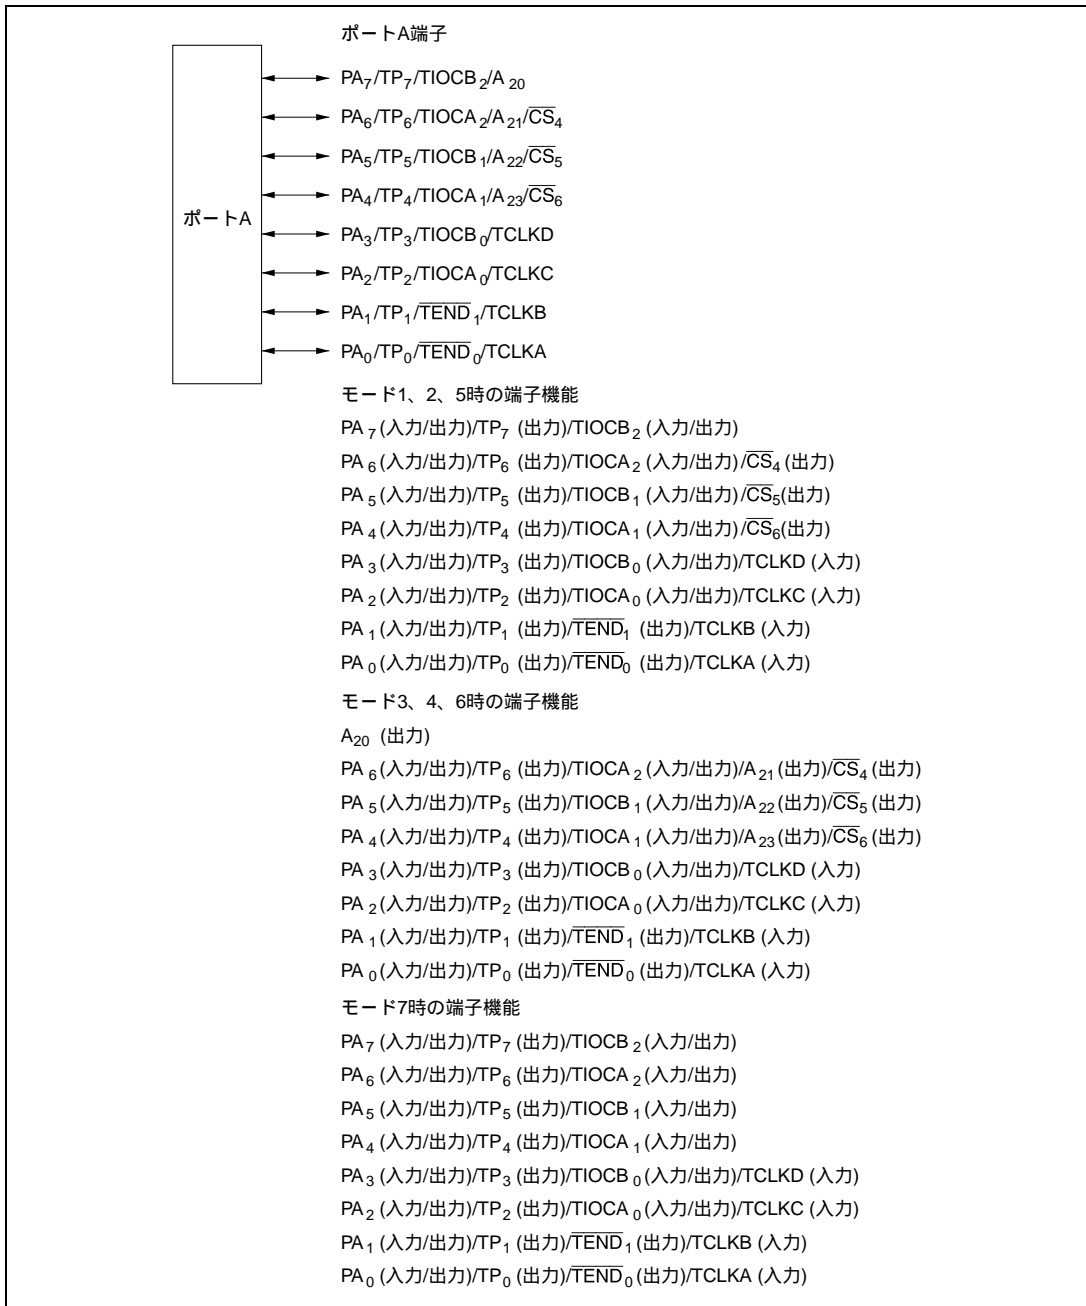 ポートA端子
PA7/TP7/TIOCB2/A20
PA6/TP6/TIOCA2/A21/C̅S̅4
PA5/TP5/TIOCB1/A22/C̅S̅5
PA4/TP4/TIOCA1/A23/C̅S̅6
ポートA
PA3/TP3/TIOCB0/TCLKD
PA2/TP2/TIOCA0/TCLKC
PA1/TP1/T̅E̅N̅D̅1/TCLKB
PA0/TP0/T̅E̅N̅D̅0/TCLKA
モード1、2、5時の端子機能
PA7(入力/出力)/TP7 (出力)/TIOCB2 (入力/出力)
PA6(入力/出力)/TP6 (出力)/TIOCA2 (入力/出力)/C̅S̅4 (出力)
PA5(入力/出力)/TP5 (出力)/TIOCB1 (入力/出力)/C̅S̅5(出力)
PA4(入力/出力)/TP4 (出力)/TIOCA1 (入力/出力)/C̅S̅6(出力)
PA3(入力/出力)/TP3 (出力)/TIOCB0 (入力/出力)/TCLKD (入力)
PA2(入力/出力)/TP2 (出力)/TIOCA0 (入力/出力)/TCLKC (入力)
PA1(入力/出力)/TP1 (出力)/T̅E̅N̅D̅1 (出力)/TCLKB (入力)
PA0(入力/出力)/TP0 (出力)/T̅E̅N̅D̅0 (出力)/TCLKA (入力)
モード3、4、6時の端子機能
A20 (出力)
PA6(入力/出力)/TP6 (出力)/TIOCA2(入力/出力)/A21(出力)/C̅S̅4(出力)
PA5(入力/出力)/TP5 (出力)/TIOCB1(入力/出力)/A22(出力)/C̅S̅5(出力)
PA4(入力/出力)/TP4 (出力)/TIOCA1(入力/出力)/A23(出力)/C̅S̅6(出力)
PA3(入力/出力)/TP3 (出力)/TIOCB0(入力/出力)/TCLKD (入力)
PA2(入力/出力)/TP2 (出力)/TIOCA0(入力/出力)/TCLKC (入力)
PA1(入力/出力)/TP1 (出力)/T̅E̅N̅D̅1 (出力)/TCLKB (入力)
PA0(入力/出力)/TP0 (出力)/T̅E̅N̅D̅0 (出力)/TCLKA (入力)
モード7時の端子機能
PA7 (入力/出力)/TP7 (出力)/TIOCB2(入力/出力)
PA6 (入力/出力)/TP6 (出力)/TIOCA2(入力/出力)
PA5 (入力/出力)/TP5 (出力)/TIOCB1(入力/出力)
PA4 (入力/出力)/TP4 (出力)/TIOCA1(入力/出力)
PA3 (入力/出力)/TP3 (出力)/TIOCB0(入力/出力)/TCLKD (入力)
PA2 (入力/出力)/TP2 (出力)/TIOCA0(入力/出力)/TCLKC (入力)
PA1 (入力/出力)/TP1 (出力)/T̅E̅N̅D̅1(出力)/TCLKB (入力)
PA0 (入力/出力)/TP0 (出力)/T̅E̅N̅D̅0(出力)/TCLKA (入力)